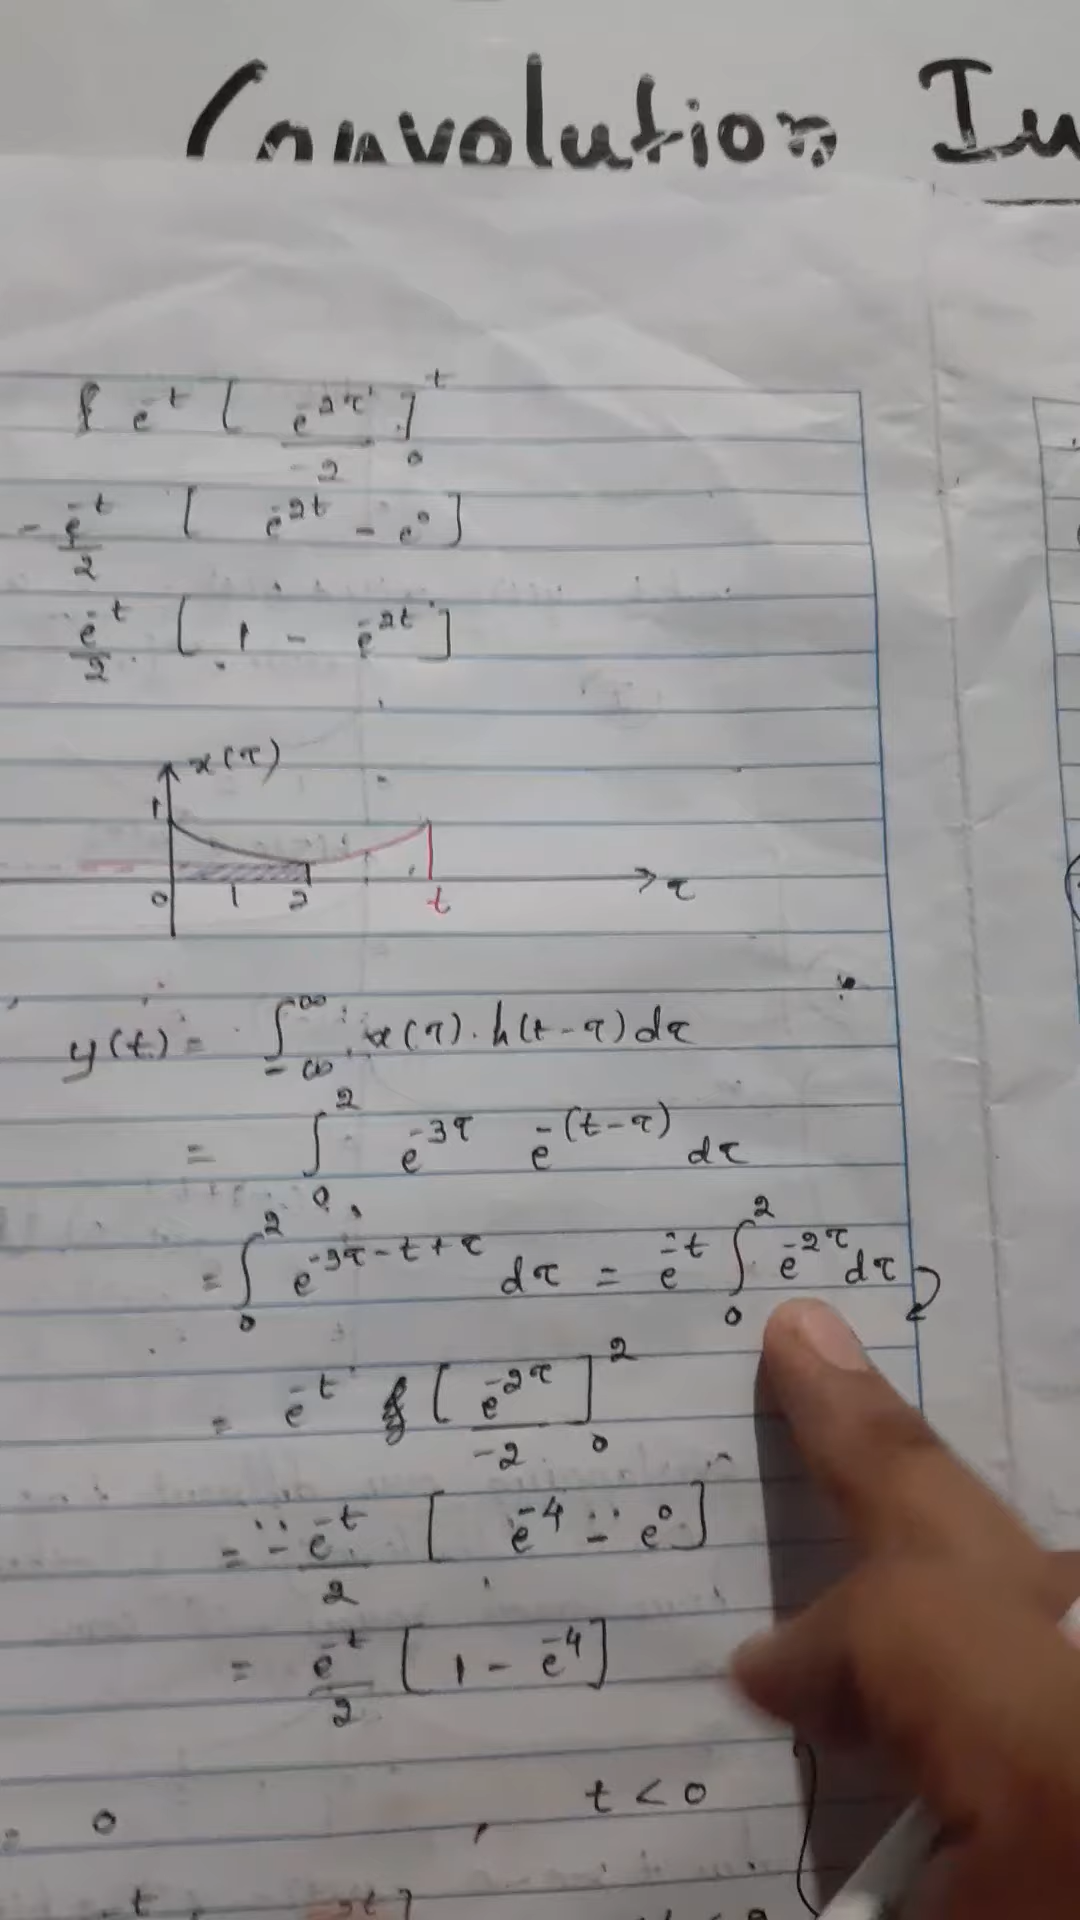 Convolution
e^-t [ e^-2τ / -2 ]_0^t
- e^-t / 2 [ e^-2t - e^0 ]
e^-t / 2 [ 1 - e^-2t ]
x(τ)
1
0 1 2 t τ
y(t) = ∫_-∞^∞ x(τ) . h(t-τ) dτ
= ∫_0^2 e^-3τ e^-(t-τ) dτ
= ∫_0^2 e^-3τ-t+τ dτ = e^-t ∫_0^2 e^-2τ dτ
= e^-t [ e^-2τ / -2 ]_0^2
= - e^-t / 2 [ e^-4 - e^0 ]
= e^-t / 2 [ 1 - e^-4 ]
0 , t < 0